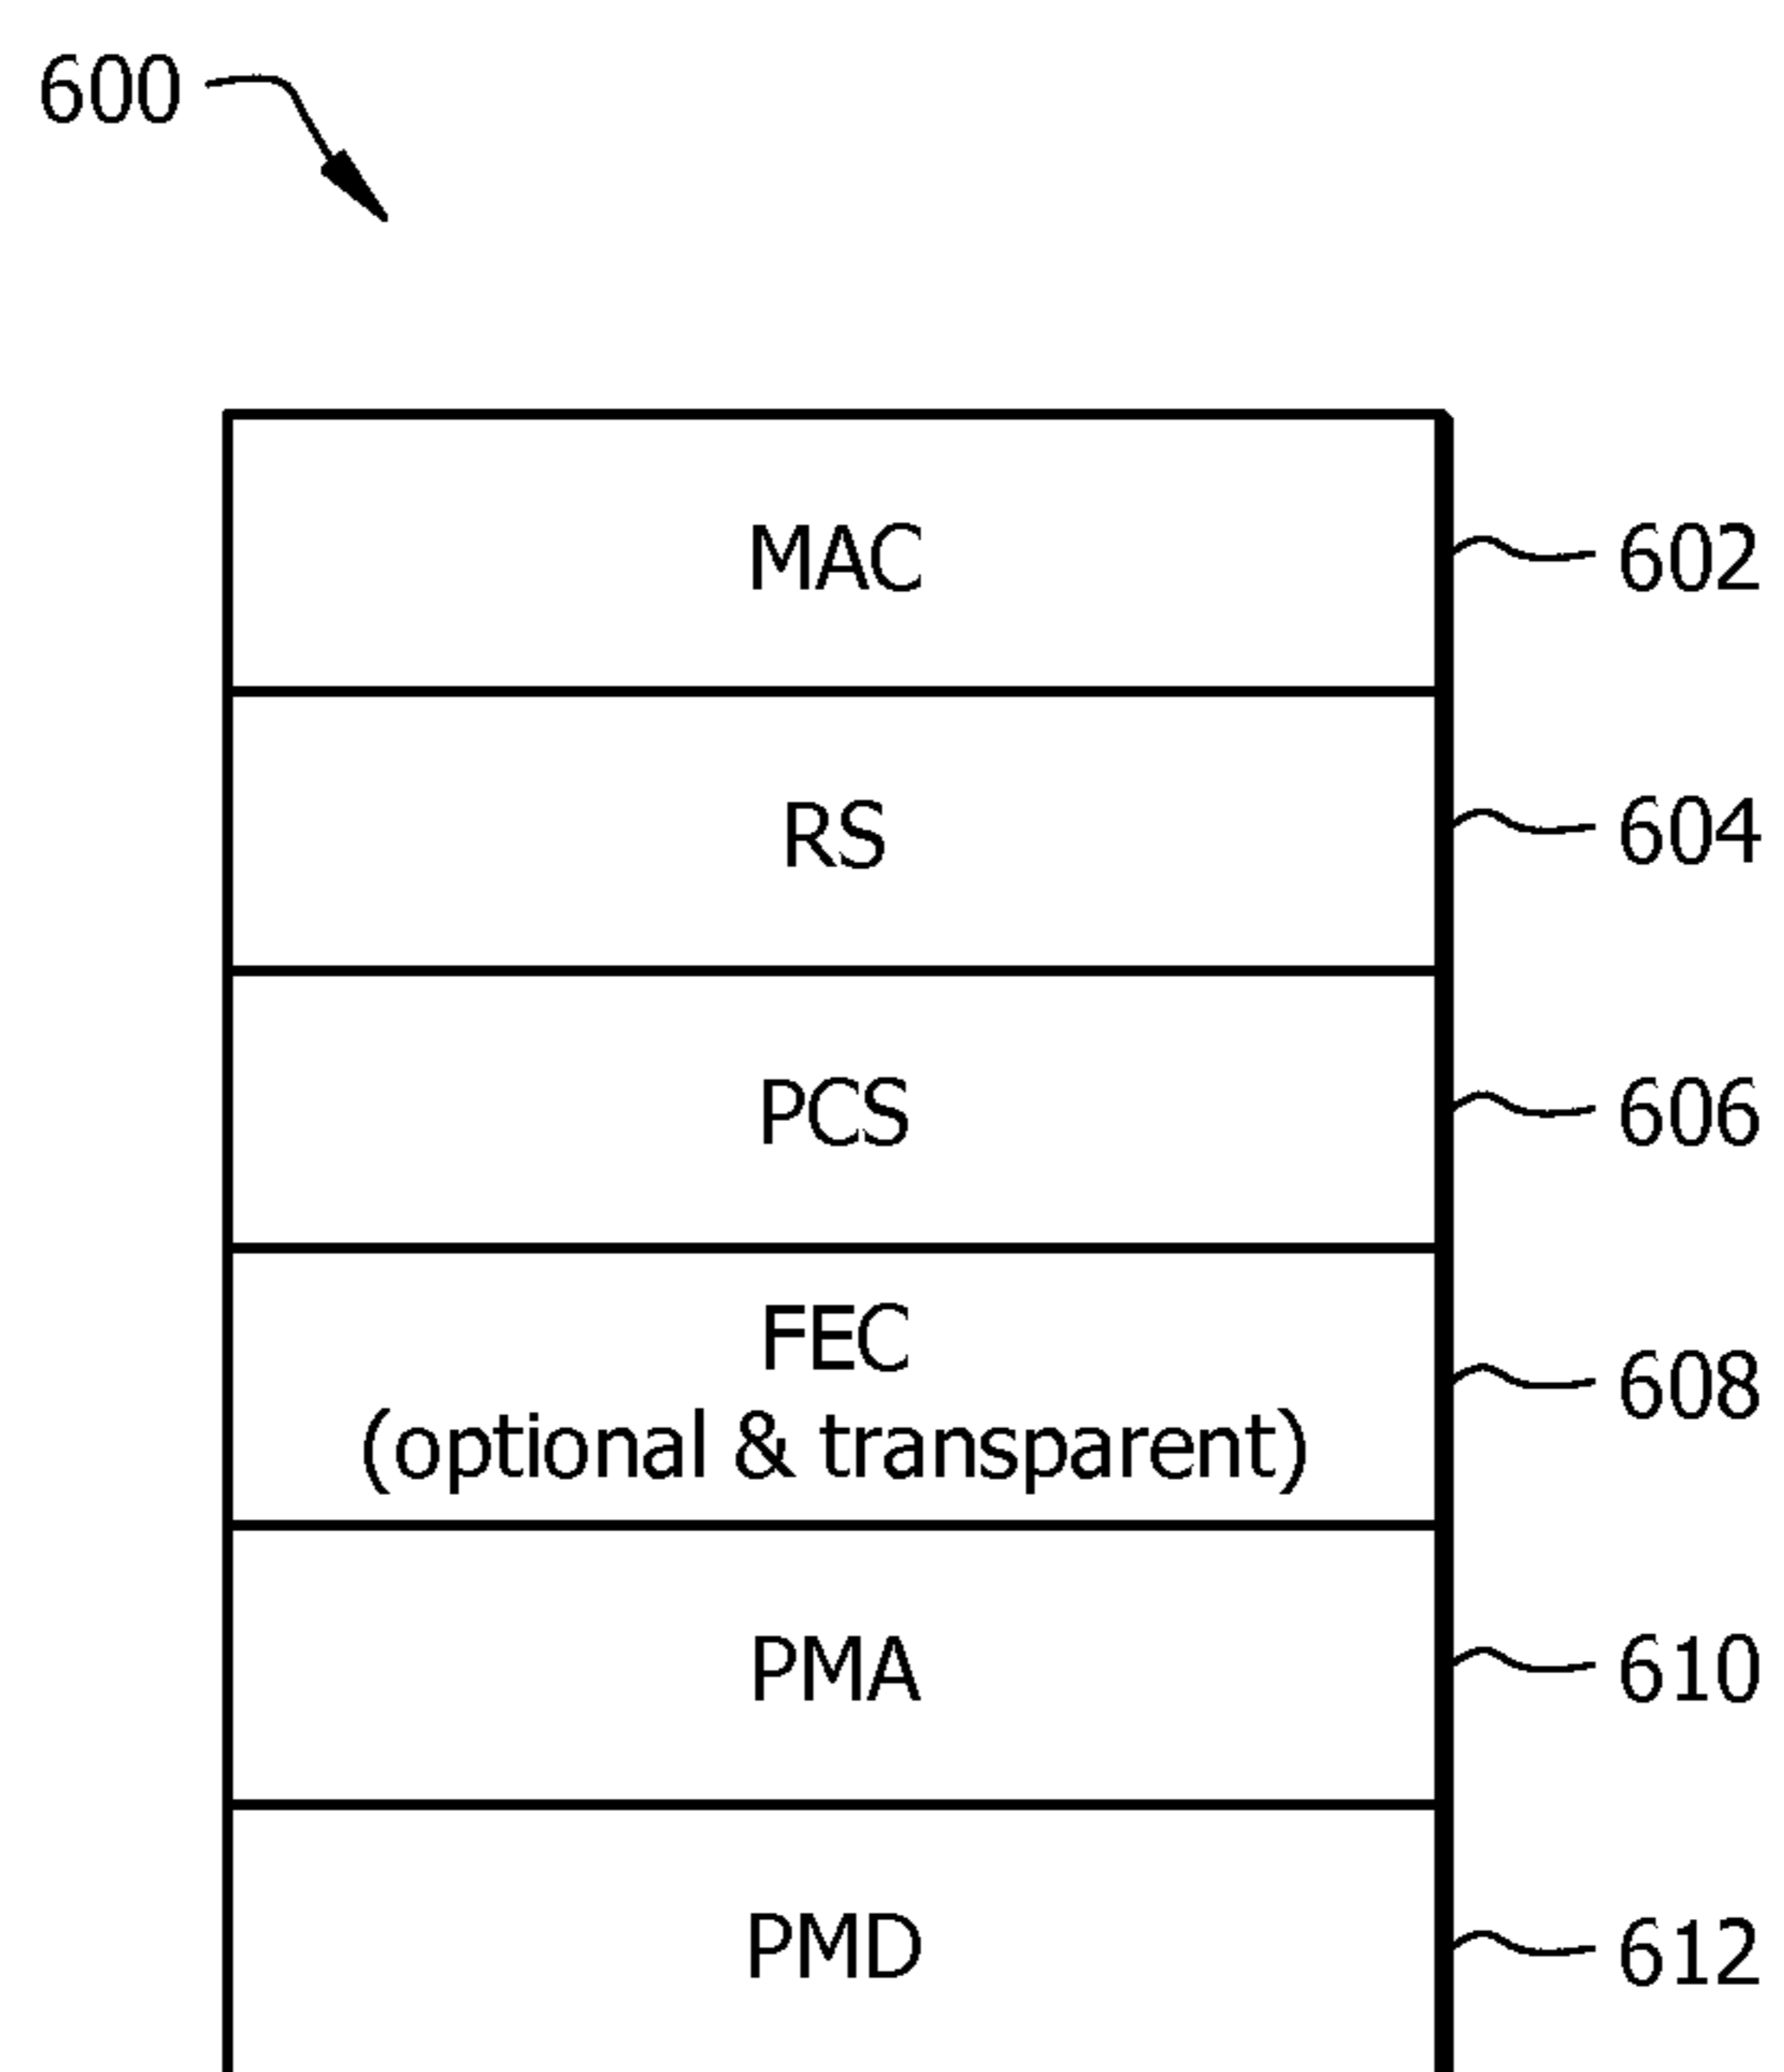 600
MAC
602
RS
604
PCS
606
FEC
(optional & transparent)
608
PMA
610
PMD
612